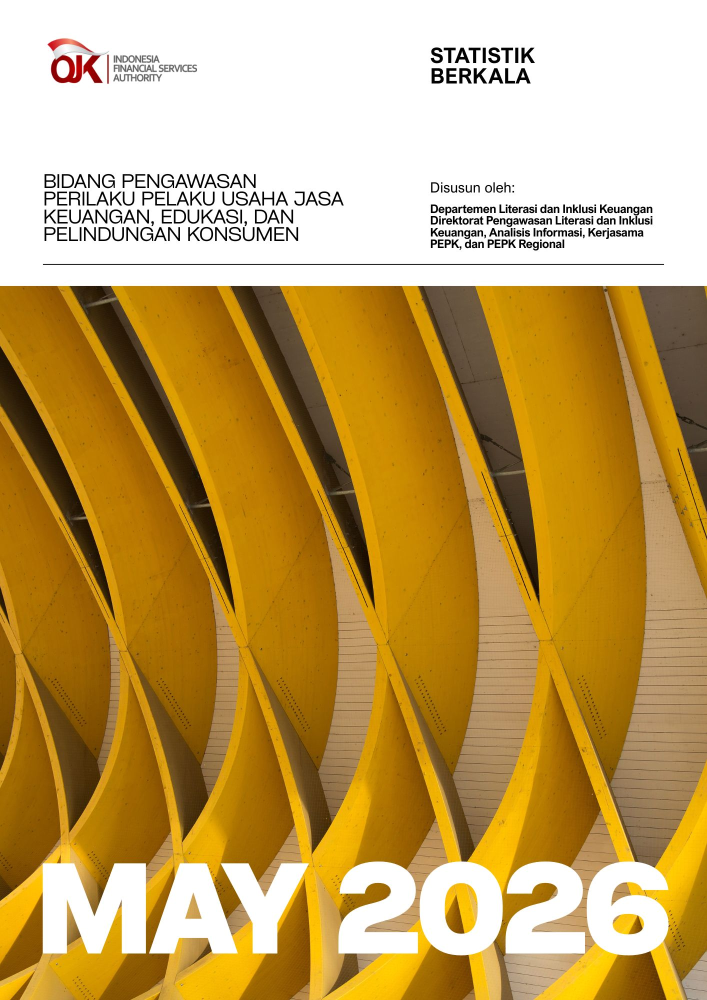 OJK
INDONESIA
FINANCIAL SERVICES
AUTHORITY
STATISTIK
BERKALA
BIDANG PENGAWASAN
PERILAKU PELAKU USAHA JASA
KEUANGAN, EDUKASI, DAN
PELINDUNGAN KONSUMEN
Disusun oleh:
Departemen Literasi dan Inklusi Keuangan
Direktorat Pengawasan Literasi dan Inklusi
Keuangan, Analisis Informasi, Kerjasama
PEPK, dan PEPK Regional
MAY 2026